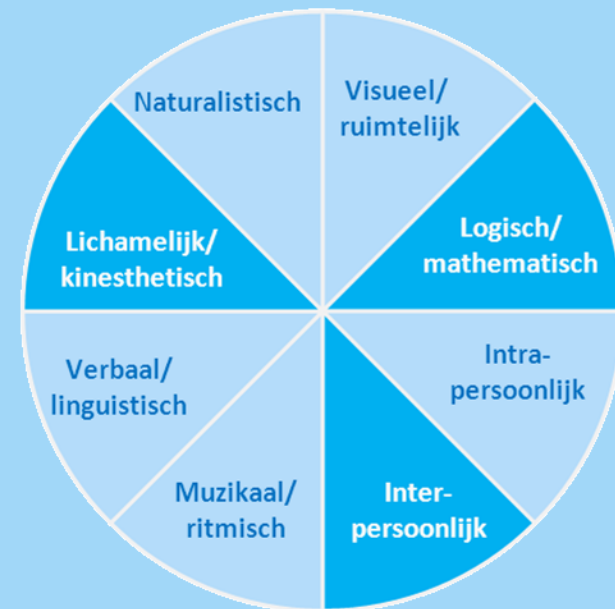 Naturalistisch
Visueel/
ruimtelijk
Lichamelijk/
kinesthetisch
Logisch/
mathematisch
Verbaal/
linguistisch
Intra-
persoonlijk
Muzikaal/
ritmisch
Inter-
persoonlijk